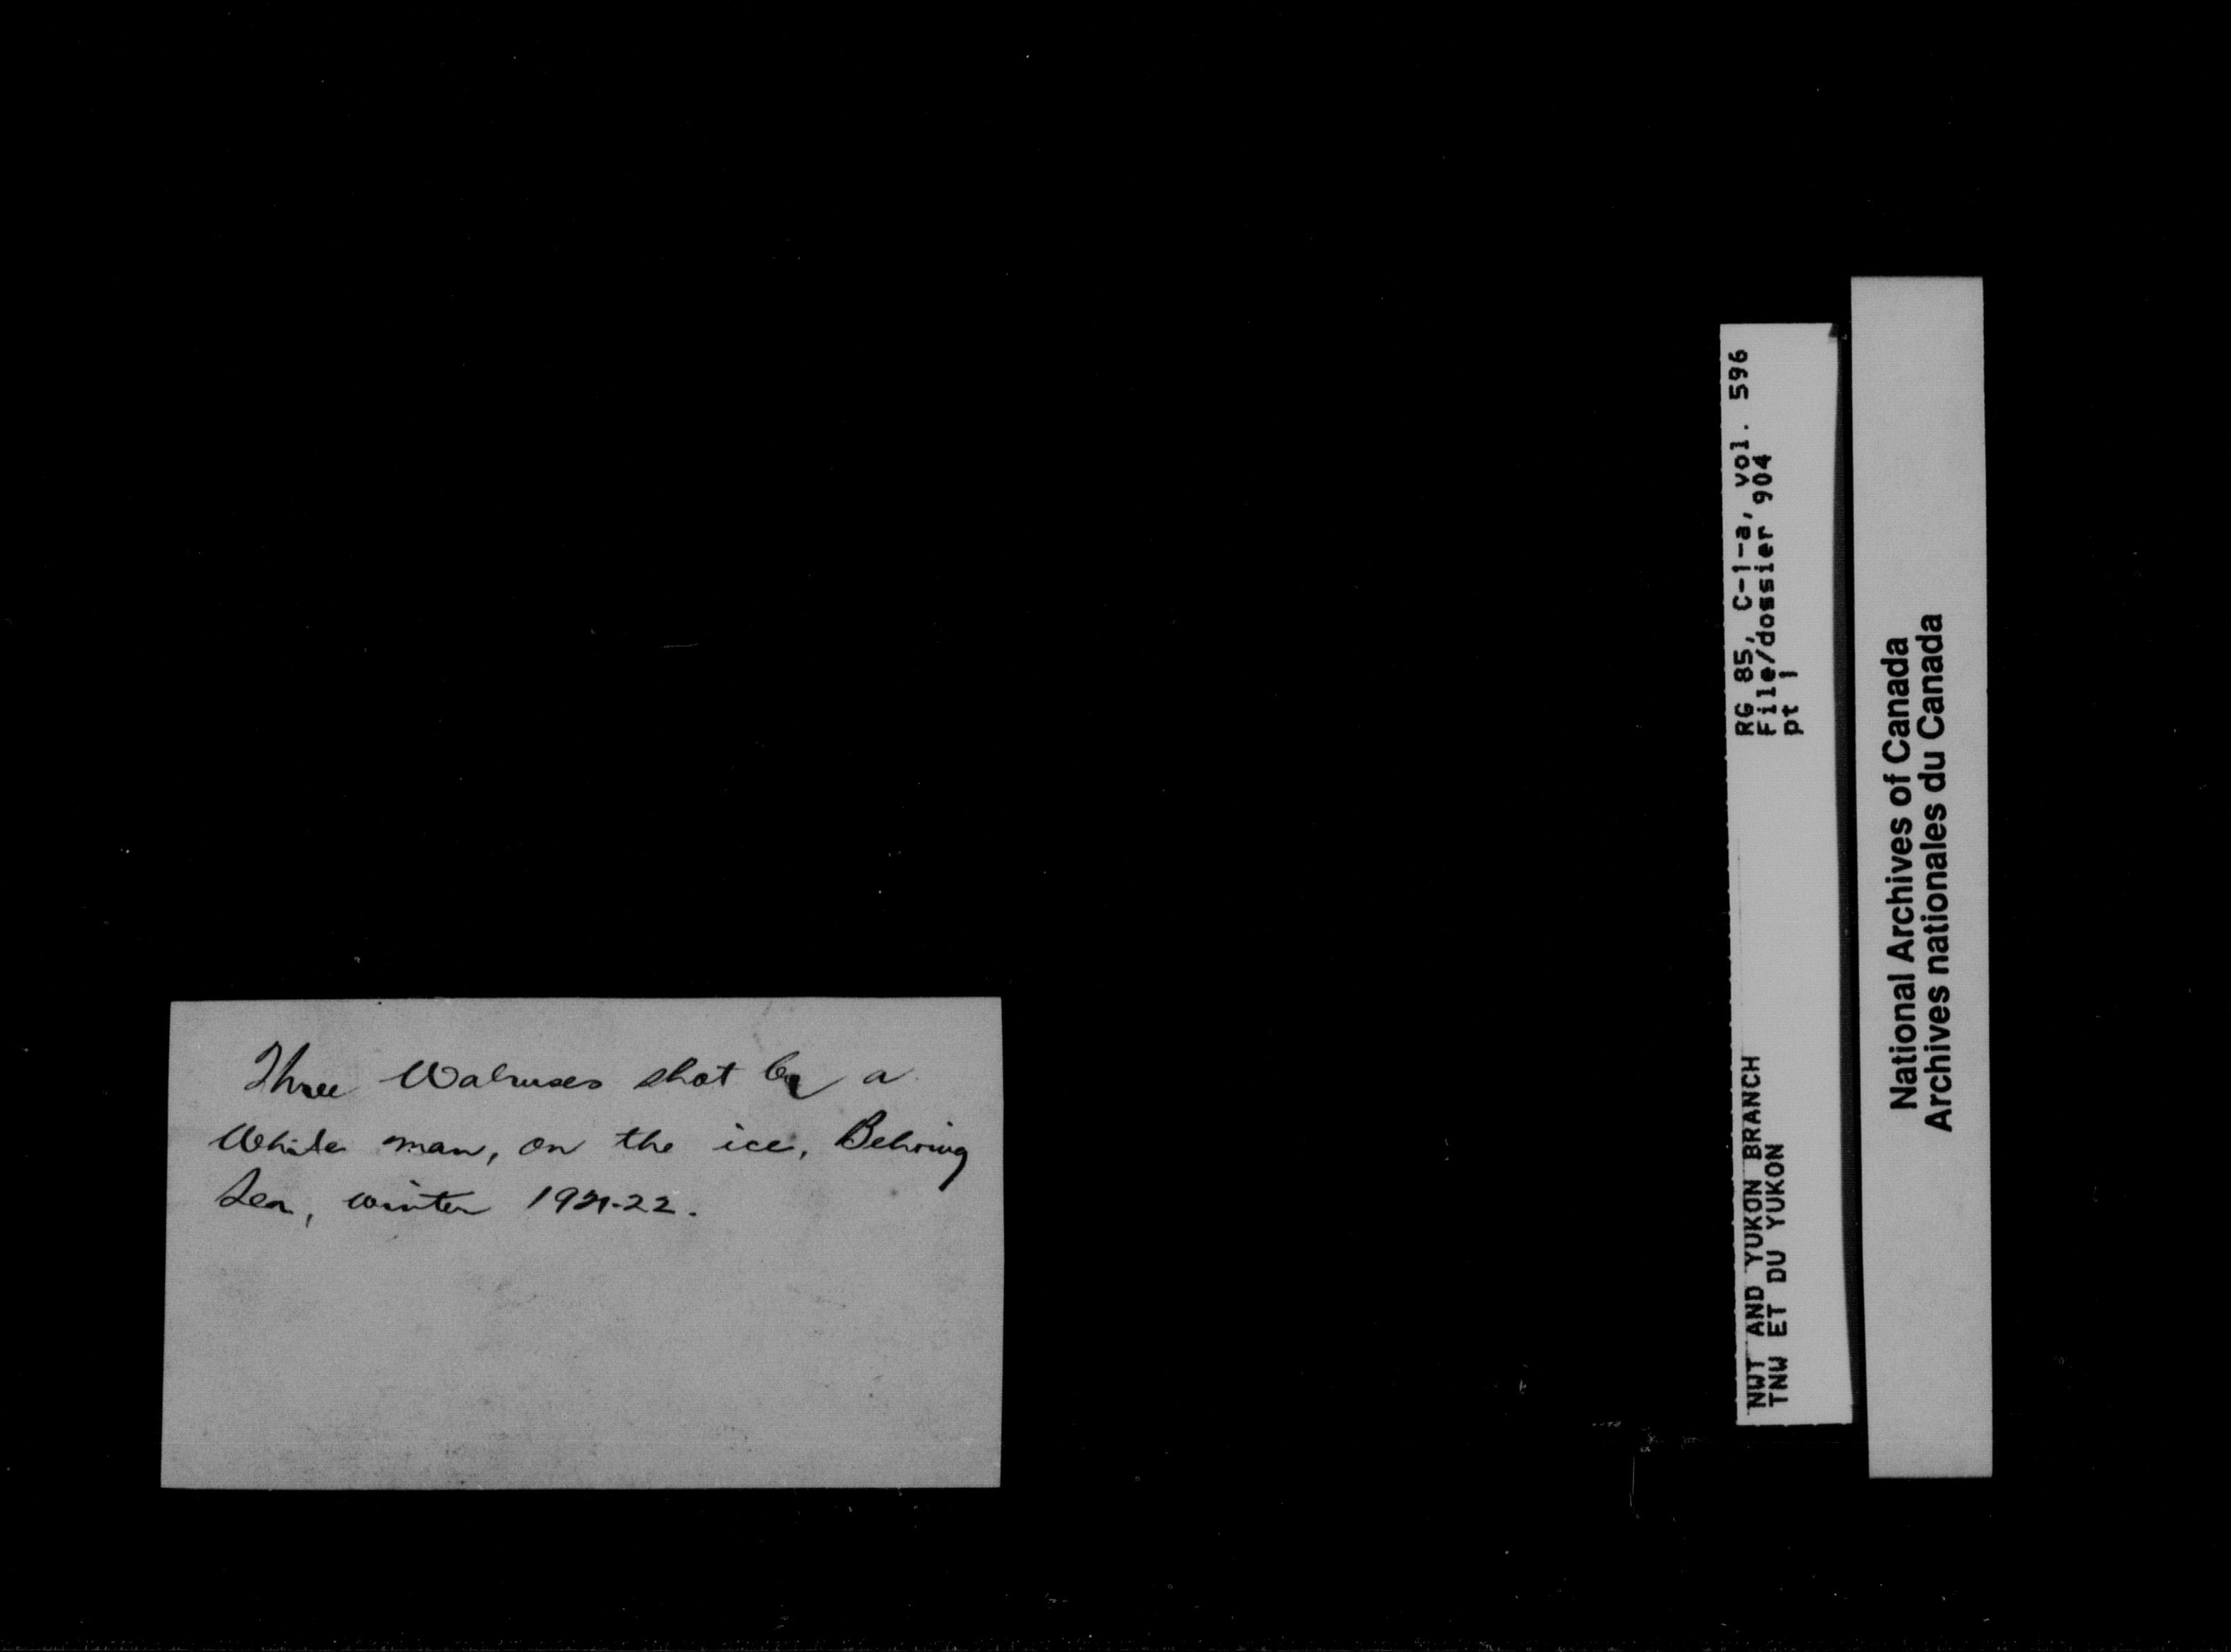 Three Walruses shot by a
White man, on the ice, Behring
Sea, winter 1921-22.
RG 85, C-1-a, vol. 596
File/dossier 904
pt 1
NWT AND YUKON BRANCH
TNW ET DU YUKON
National Archives of Canada
Archives nationales du Canada